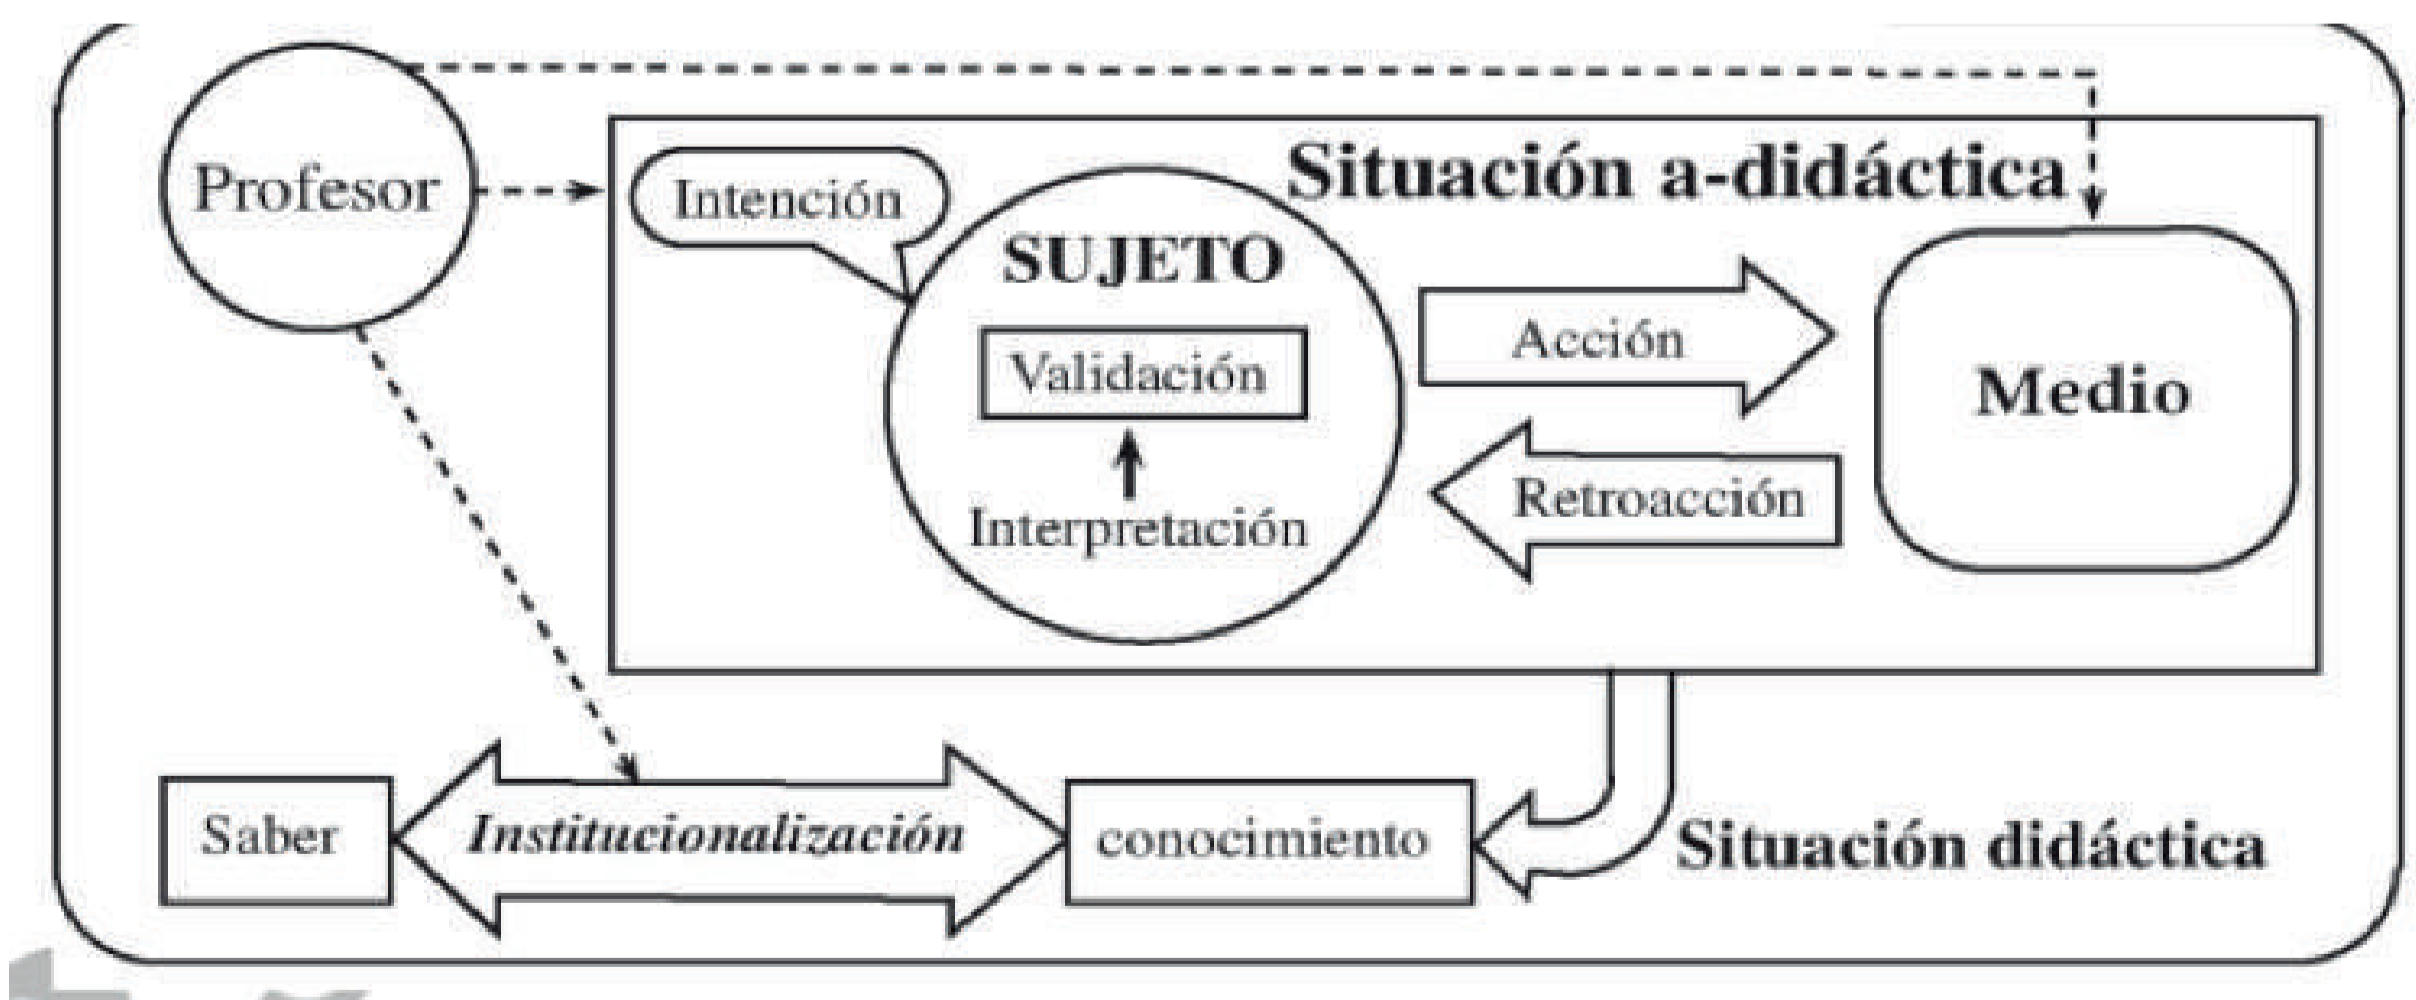 Profesor
Intención
Situación a-didáctica
SUJETO
Validación
Interpretación
Acción
Retroacción
Medio
Saber
Institucionalización
conocimiento
Situación didáctica